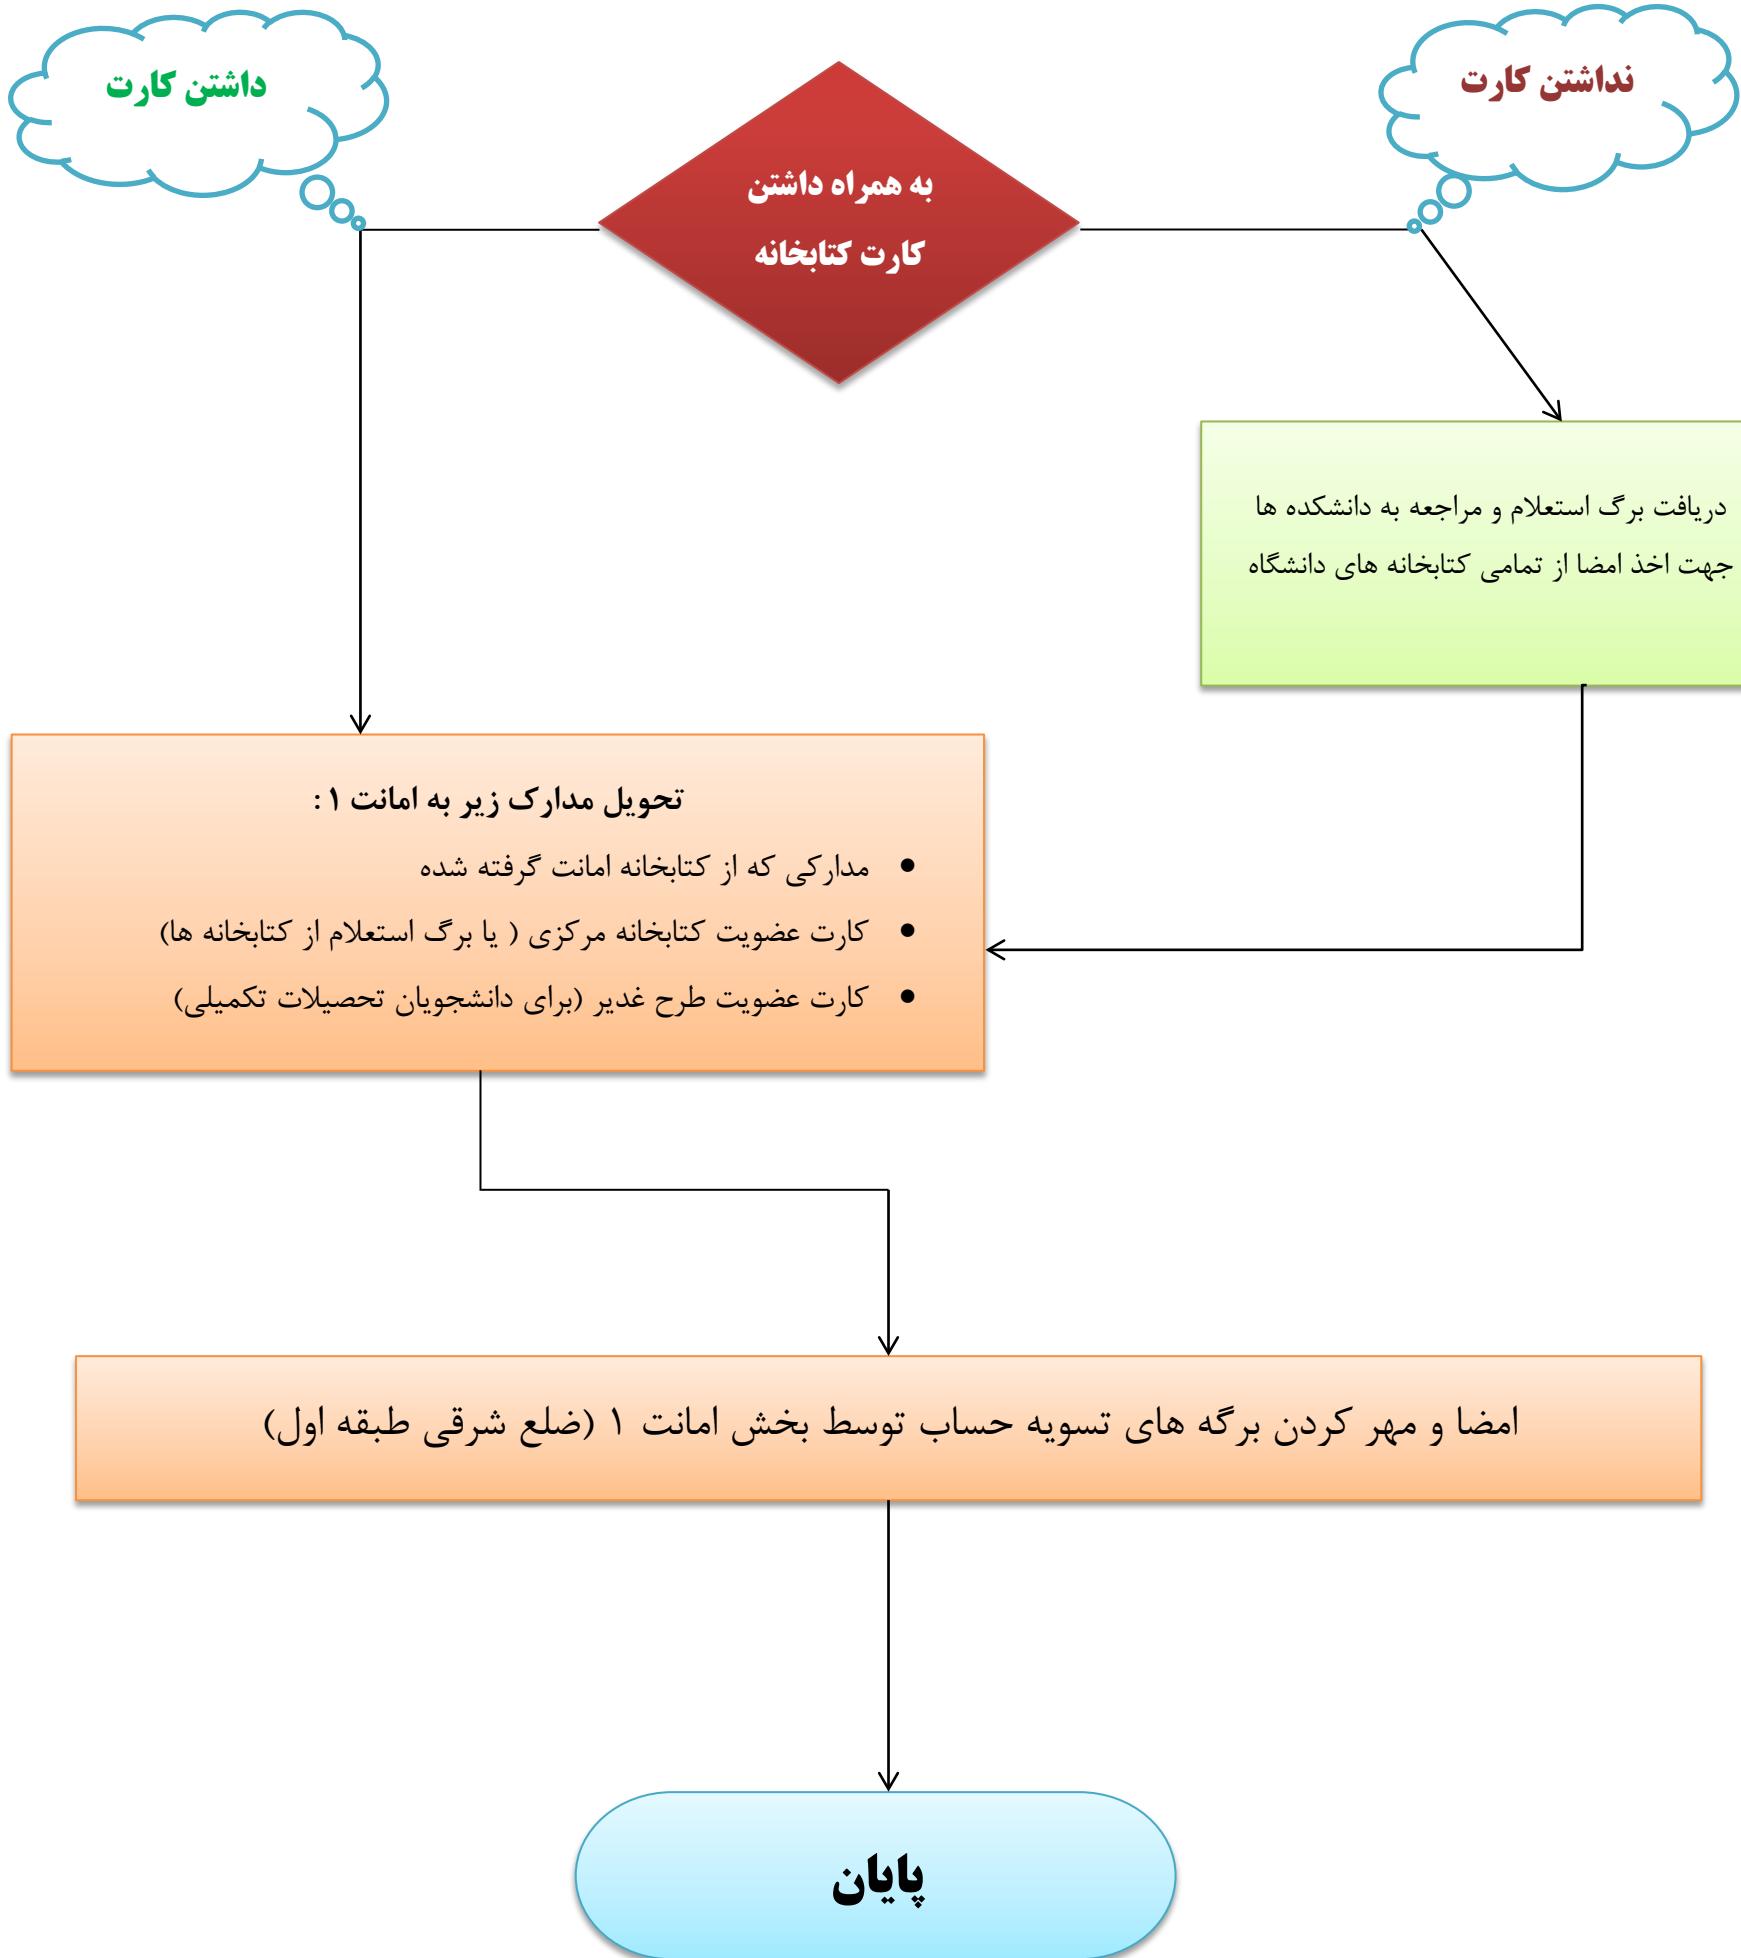 نداشتن کارت
داشتن کارت
به همراه داشتن
کارت کتابخانه
دریافت برگ استعلام و مراجعه به دانشکده ها
جهت اخذ امضا از تمامی کتابخانه های دانشگاه
تحویل مدارک زیر به امانت ۱:
• مدارکی که از کتابخانه امانت گرفته شده
• کارت عضویت کتابخانه مرکزی ( یا برگ استعلام از کتابخانه ها)
• کارت عضویت طرح غدیر (برای دانشجویان تحصیلات تکمیلی)
امضا و مهر کردن برگه های تسویه حساب توسط بخش امانت ۱ (ضلع شرقی طبقه اول)
پایان